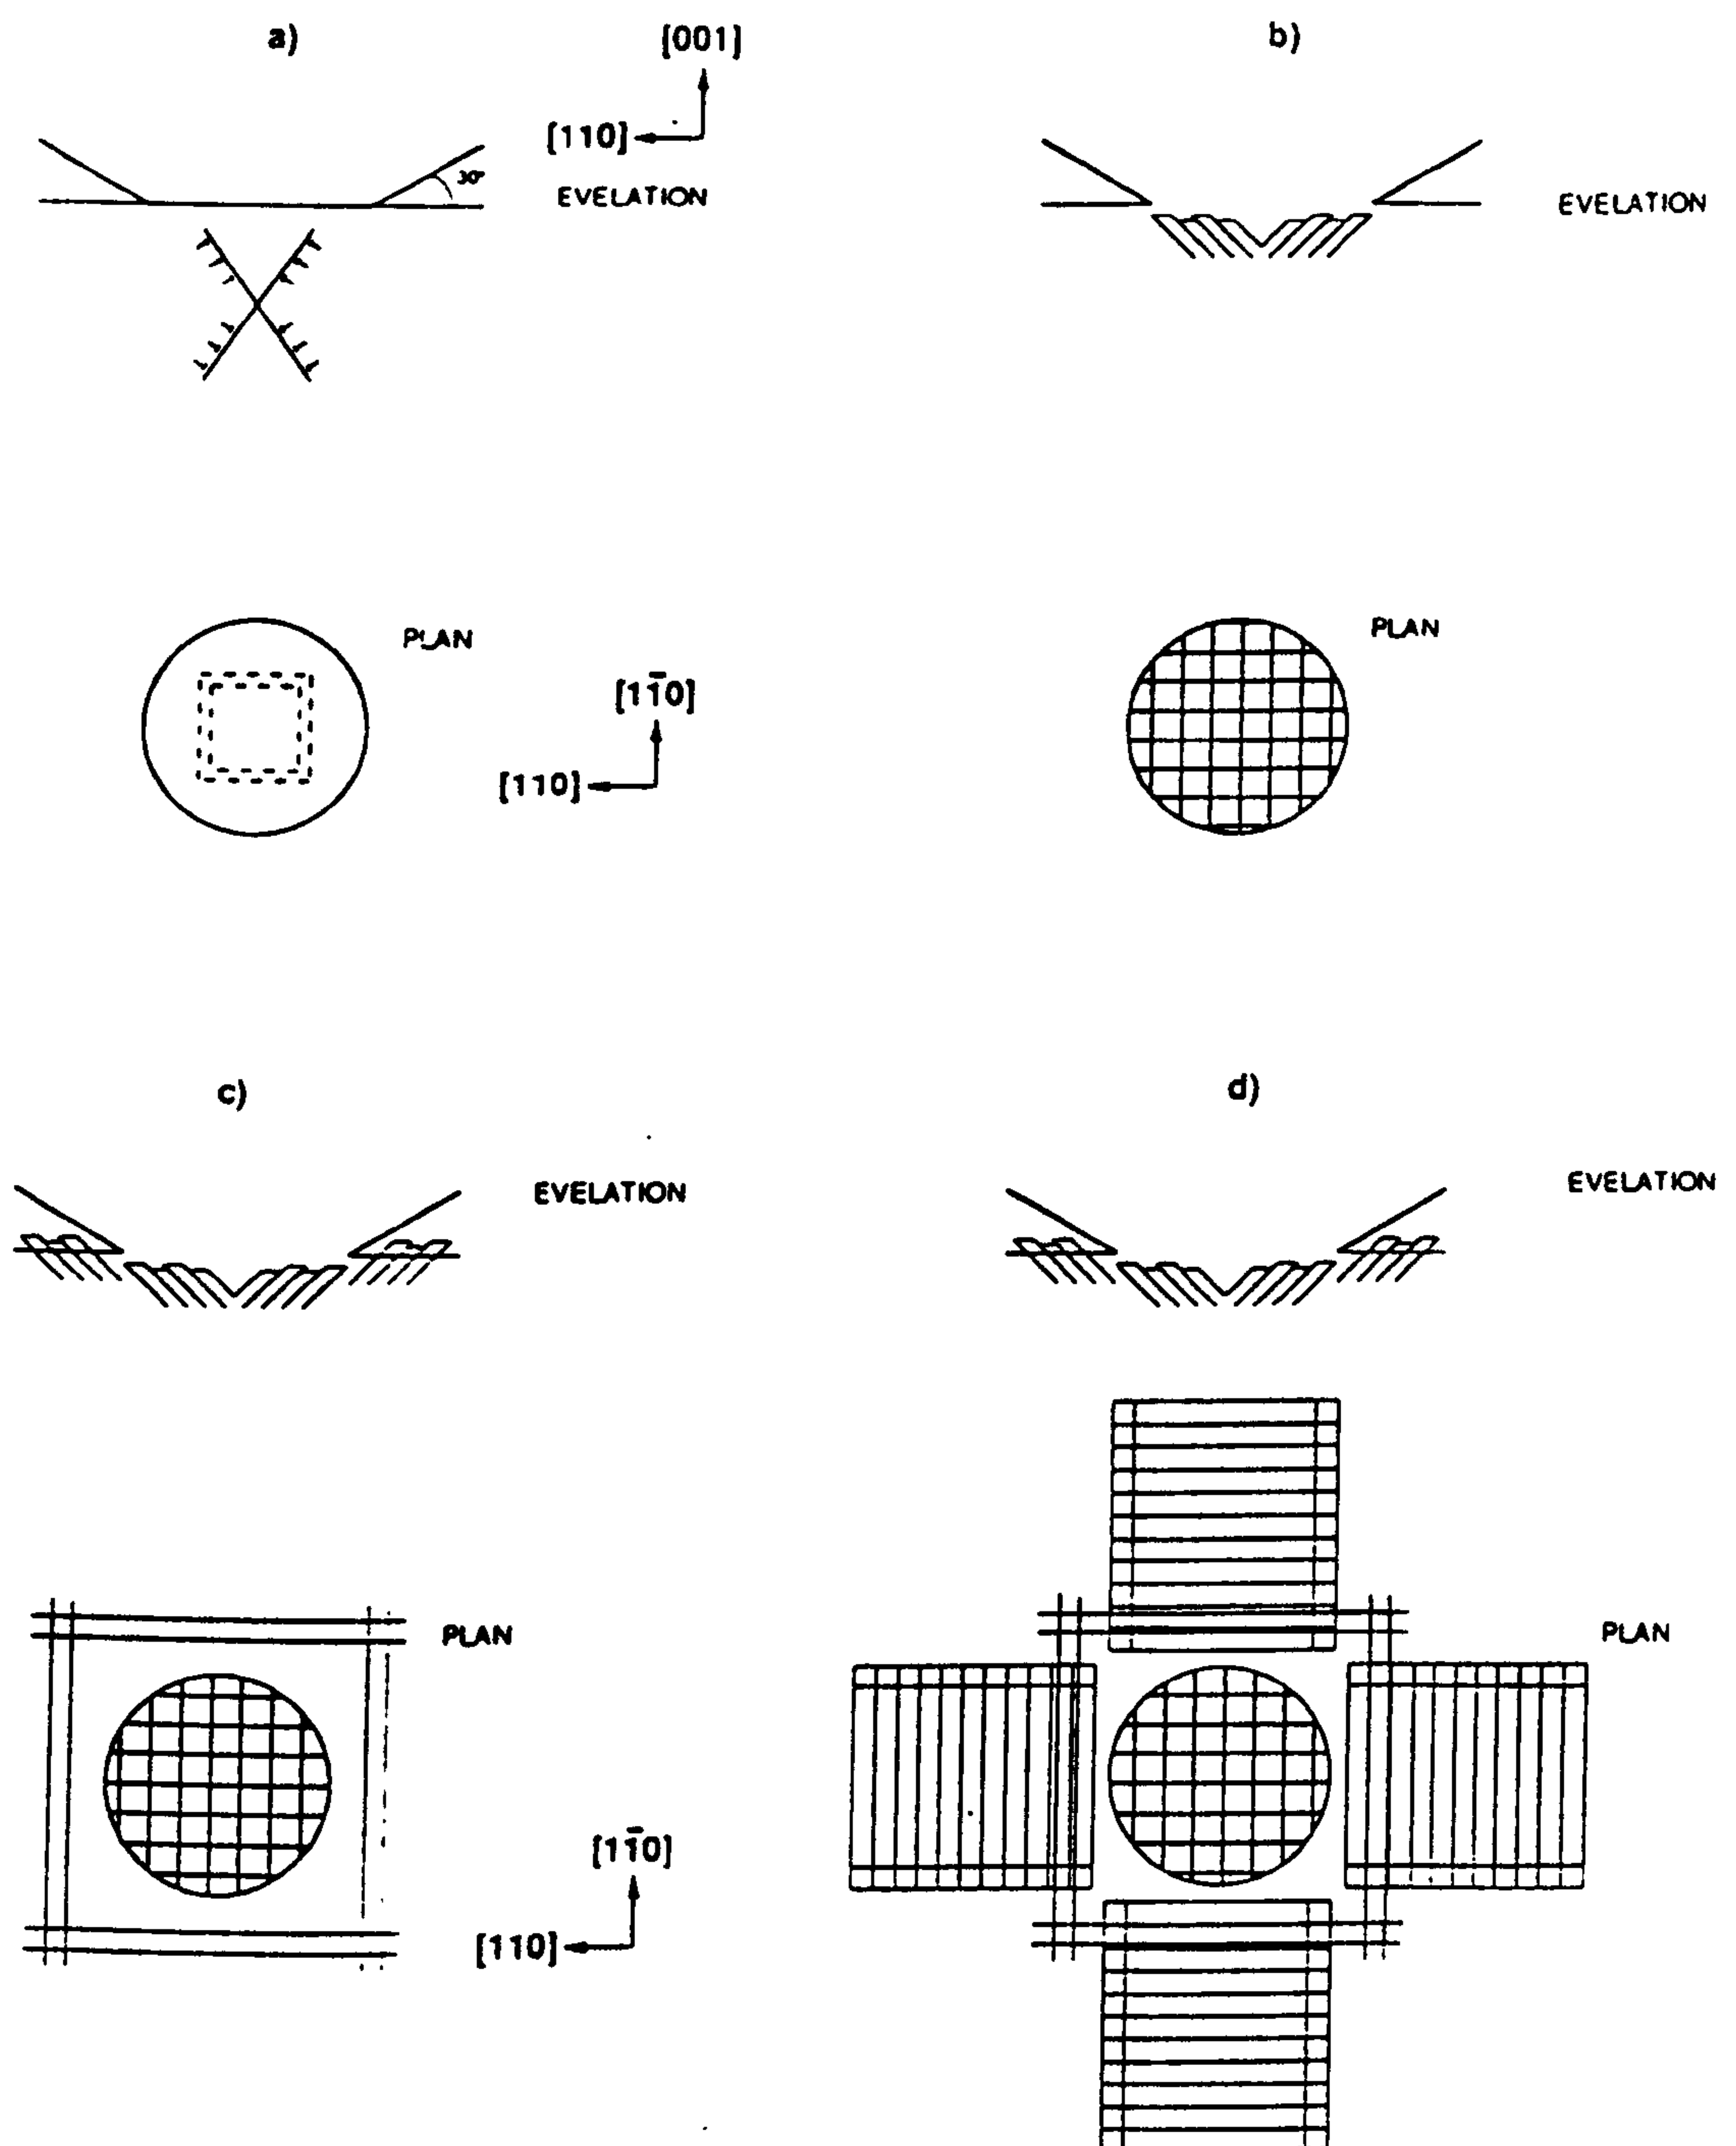 a)
[001]
[110]
30°
EVELATION
b)
EVELATION
PLAN
[11̄0]
[110]
PLAN
c)
EVELATION
d)
EVELATION
PLAN
[11̄0]
[110]
PLAN